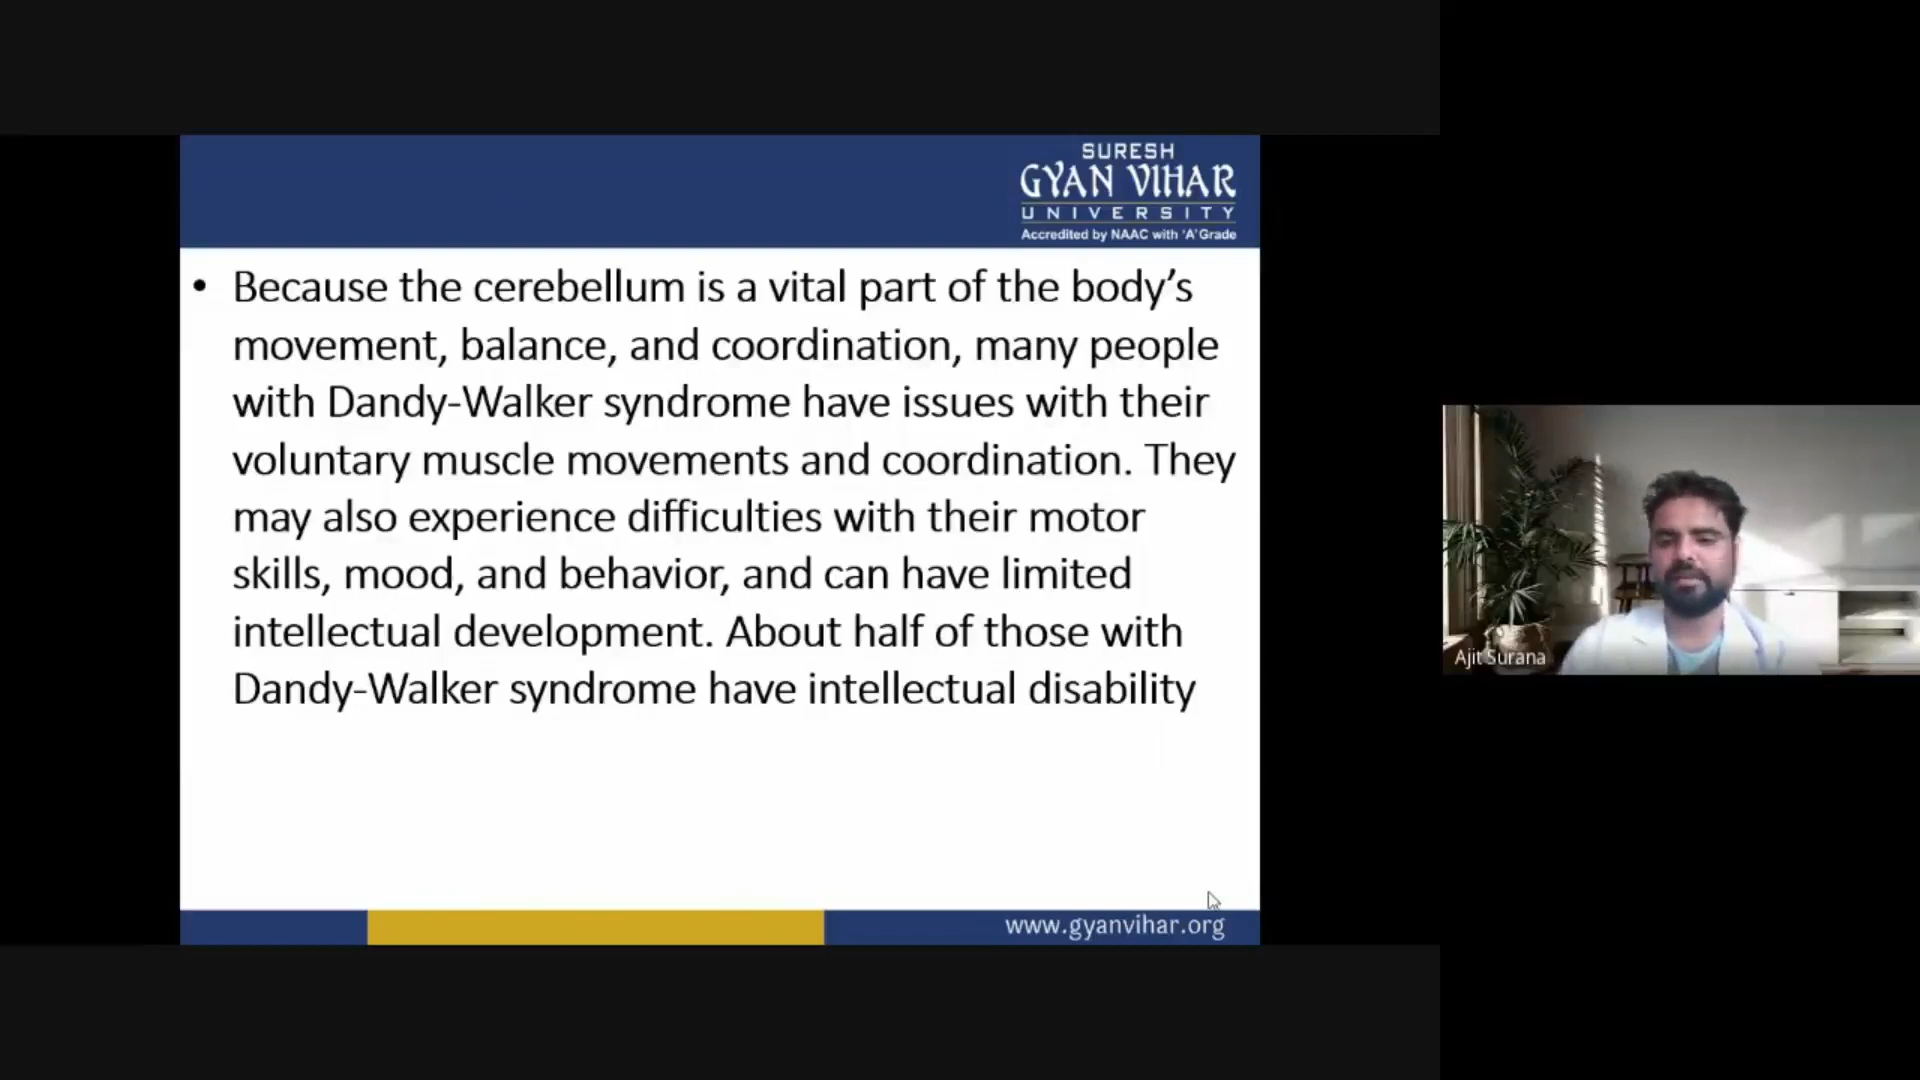 SURESH
GYAN VIHAR
UNIVERSITY
Accredited by NAAC with ‘A’ Grade
• Because the cerebellum is a vital part of the body’s
movement, balance, and coordination, many people
with Dandy-Walker syndrome have issues with their
voluntary muscle movements and coordination. They
may also experience difficulties with their motor
skills, mood, and behavior, and can have limited
intellectual development. About half of those with
Dandy-Walker syndrome have intellectual disability
www.gyanvihar.org
Ajit Surana